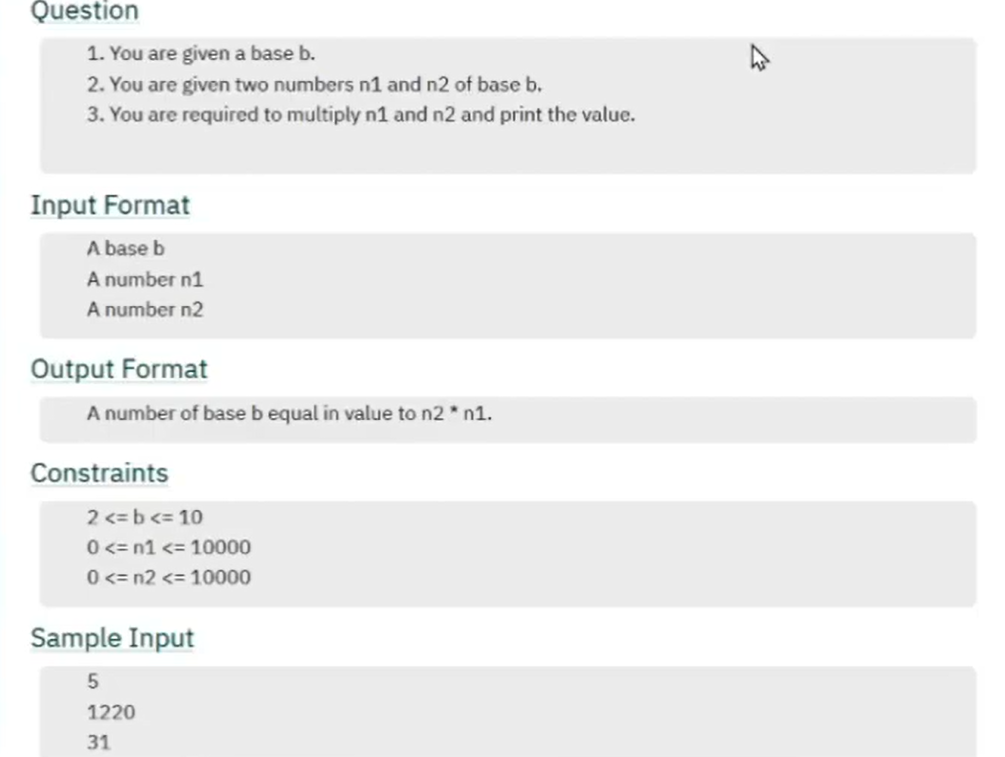 Question
1. You are given a base b.
2. You are given two numbers n1 and n2 of base b.
3. You are required to multiply n1 and n2 and print the value.
Input Format
A base b
A number n1
A number n2
Output Format
A number of base b equal in value to n2 * n1.
Constraints
2 <= b <= 10
0 <= n1 <= 10000
0 <= n2 <= 10000
Sample Input
5
1220
31